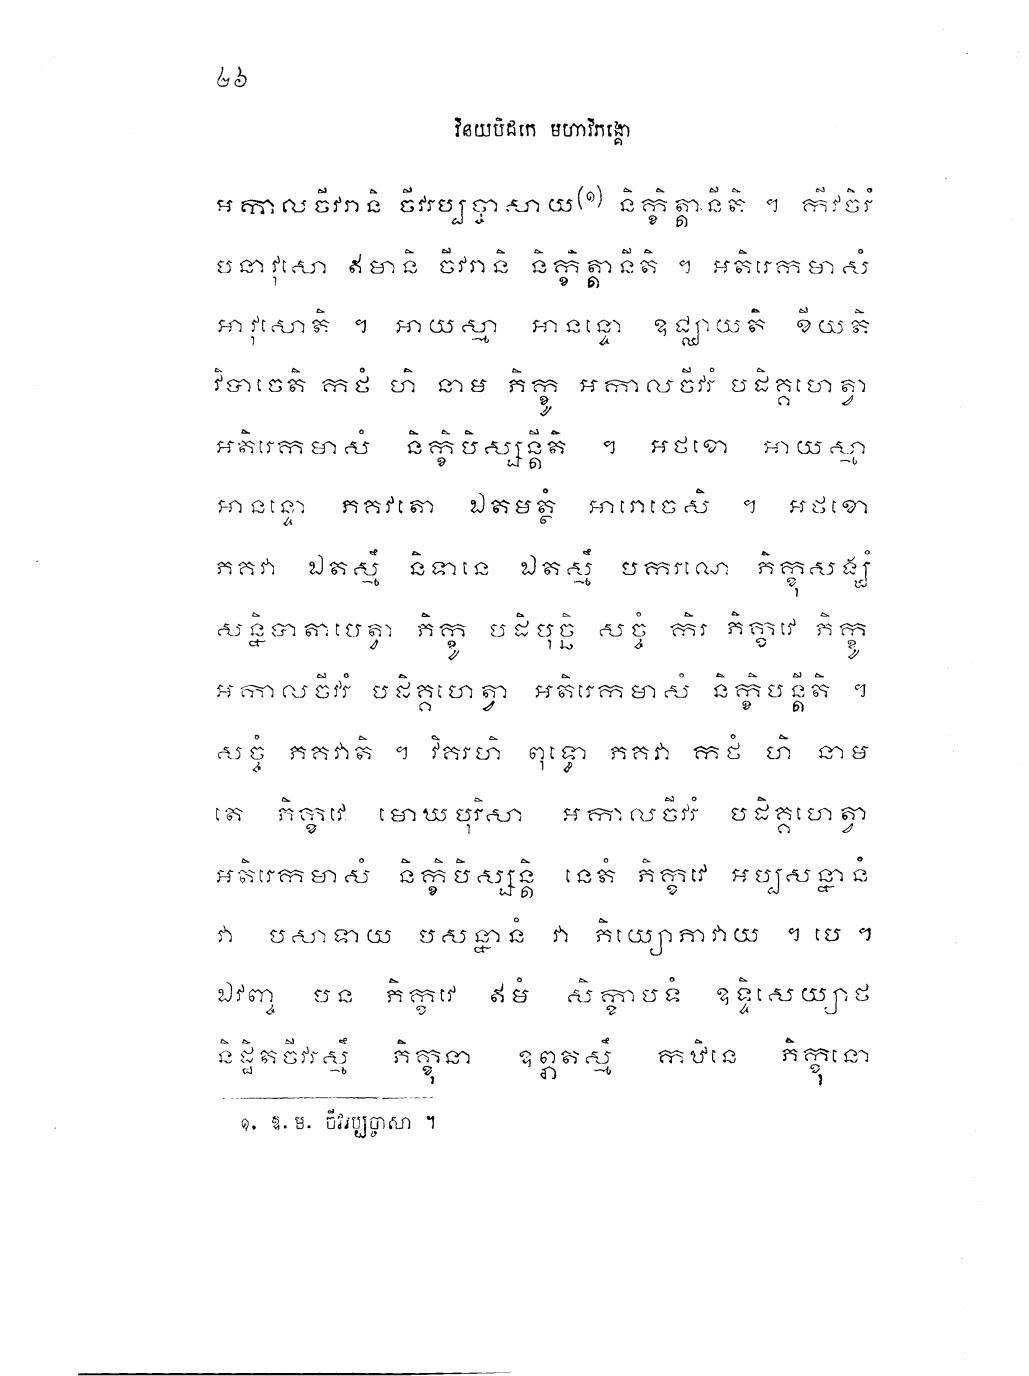 ២៦
វិនយបិដកេ មហាវិភង្គោ
អកាលចីវរានិ ចីវរប្បច្ចាសាយ(១) និក្ខិត្តានីតិ ។ កីវចិរំ
បនាវុសោ ឥមានិ ចីវរានិ និក្ខិត្តានីតិ ។ អតិរេកមាសំ
អាវុសោតិ ។ អាយស្មា អានន្ទោ ឧជ្ឈាយតិ ខីយតិ
វិបាចេតិ កថំ ហិ នាម ភិក្ខូ អកាលចីវរំ បដិគ្គហេត្វា
អតិរេកមាសំ និក្ខិបិស្សន្តីតិ ។ អថខោ អាយស្មា
អានន្ទោ ភគវតោ ឯតមត្ថំ អារោចេសិ ។ អថខោ
ភគវា ឯតស្មឹ និទានេ ឯតស្មឹ បករណេ ភិក្ខុសង្ឃំ
សន្និបាតាបេត្វា ភិក្ខូ បដិបុច្ឆិ សច្ចំ កិរ ភិក្ខវេ ភិក្ខូ
អកាលចីវរំ បដិគ្គហេត្វា អតិរេកមាសំ និក្ខិបន្តីតិ ។
សច្ចំ ភគវាតិ ។ វិគរហិ ពុទ្ធោ ភគវា កថំ ហិ នាម
តេ ភិក្ខវេ មោឃបុរិសា អកាលចីវរំ បដិគ្គហេត្វា
អតិរេកមាសំ និក្ខិបិស្សន្តិ នេតំ ភិក្ខវេ អប្បសន្នានំ
វា បសាទាយ បសន្នានំ វា ភិយ្យោភាវាយ ។ បេ ។
ឯវញ្ច បន ភិក្ខវេ ឥមំ សិក្ខាបទំ ឧទ្ទិសេយ្យាថ
និដ្ឋិតចីវរស្មឹ ភិក្ខុនា ឧព្ភតស្មឹ កឋិនេ ភិក្ខុនោ
១. ឱ. ម. ចីវរប្បច្ចាសា ។